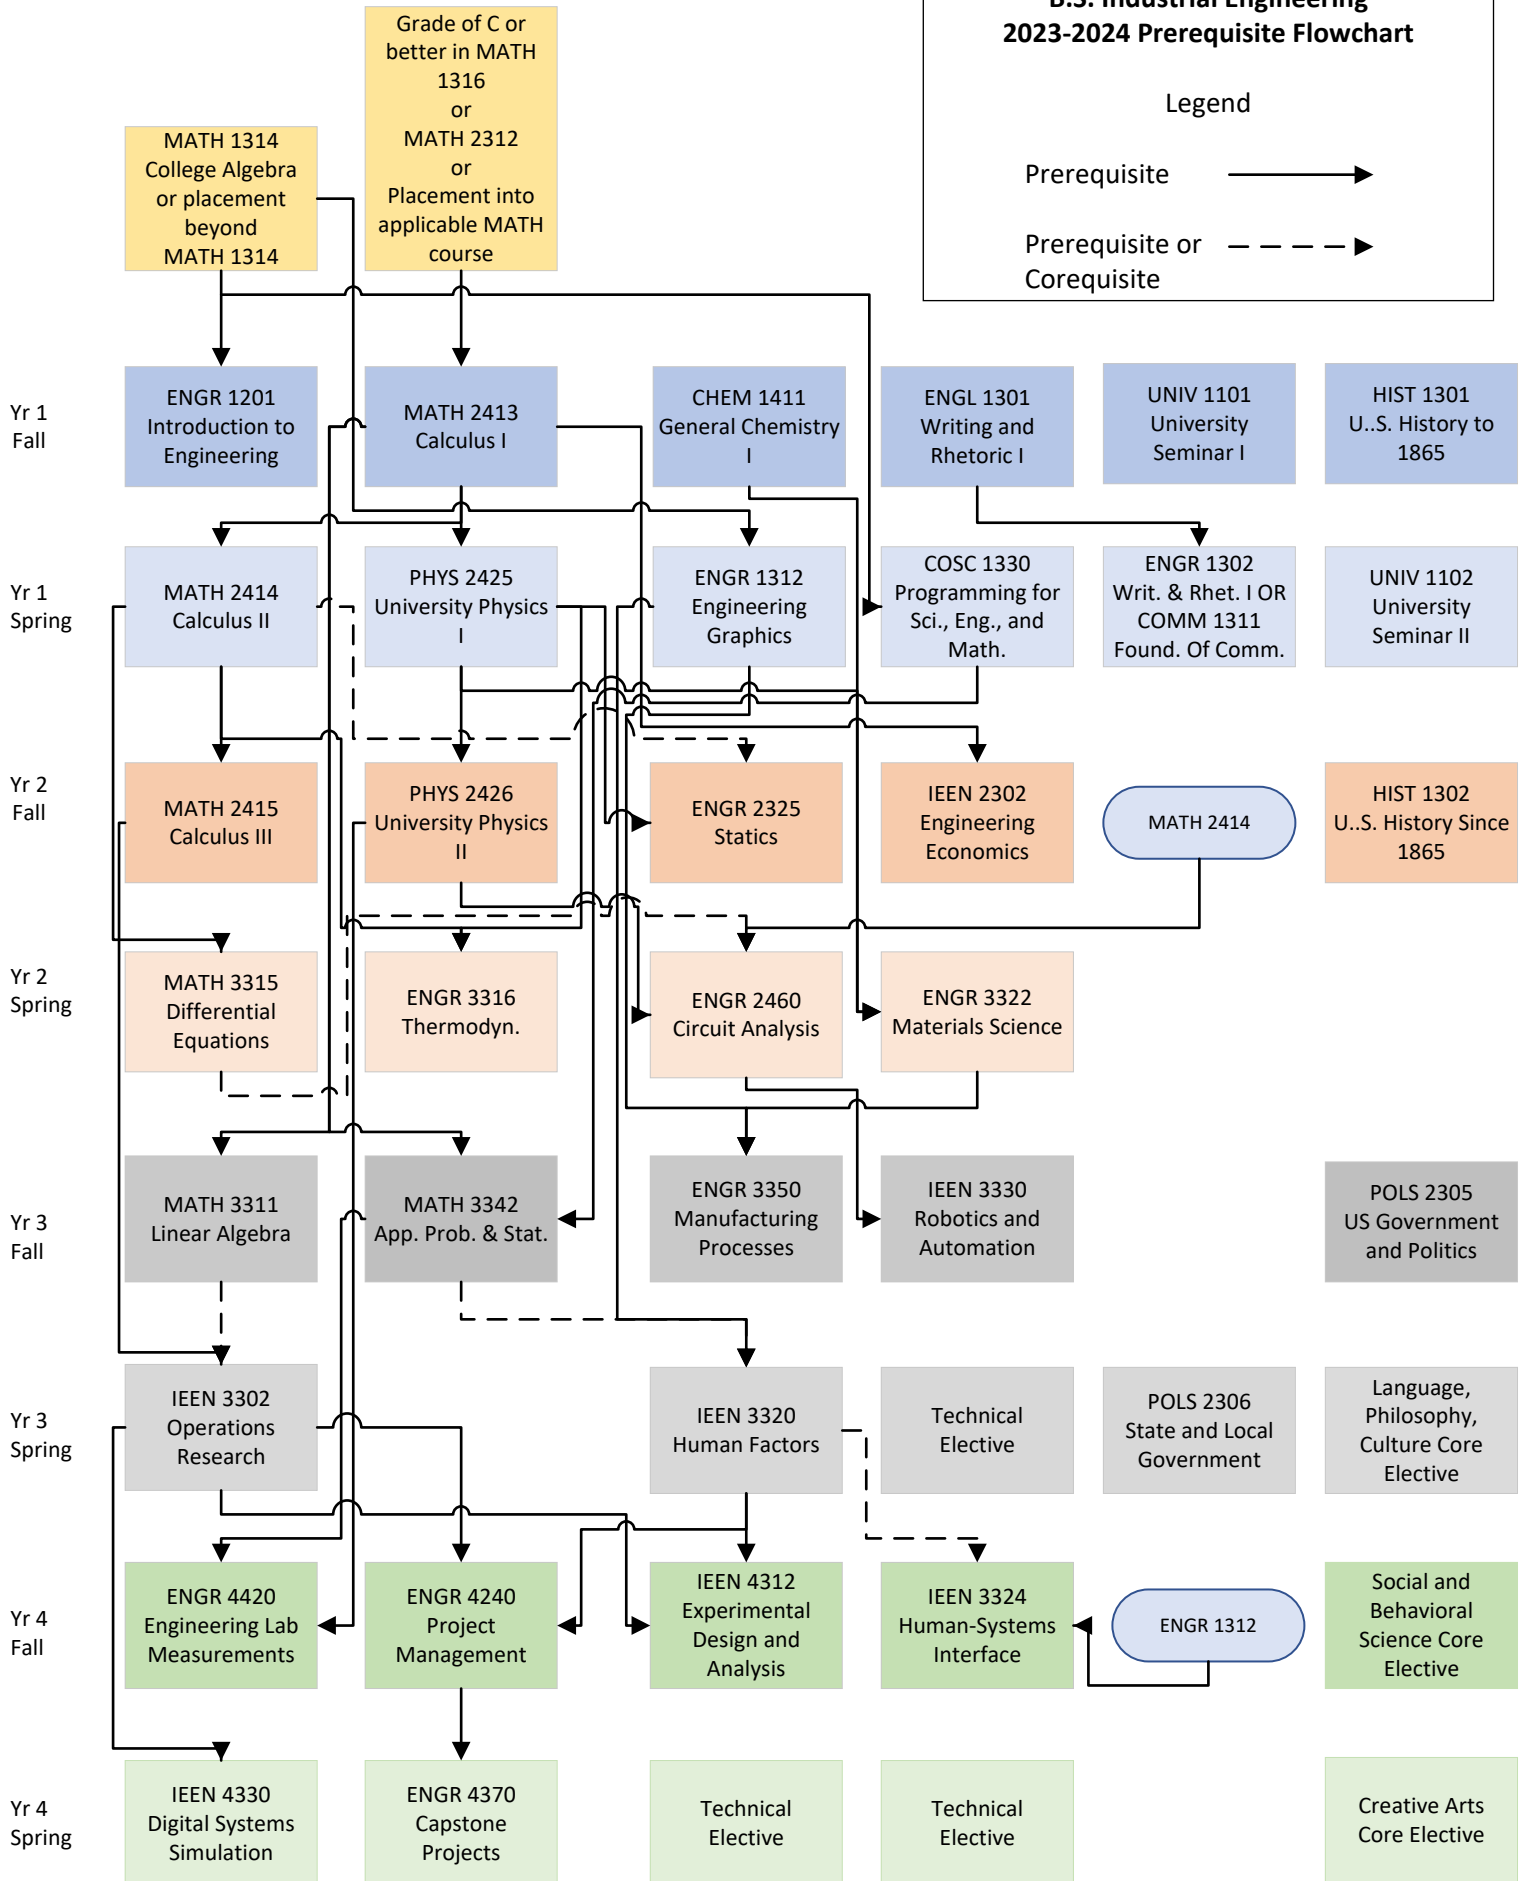 B.S. Industrial Engineering
2023-2024 Prerequisite Flowchart
Legend
Prerequisite
Prerequisite or
Corequisite
Grade of C or
better in MATH
1316
or
MATH 2312
or
Placement into
applicable MATH
course
MATH 1314
College Algebra
or placement
beyond
MATH 1314
Yr 1
Fall
ENGR 1201
Introduction to
Engineering
MATH 2413
Calculus I
CHEM 1411
General Chemistry
I
ENGL 1301
Writing and
Rhetoric I
UNIV 1101
University
Seminar I
HIST 1301
U..S. History to
1865
Yr 1
Spring
MATH 2414
Calculus II
PHYS 2425
University Physics
I
ENGR 1312
Engineering
Graphics
COSC 1330
Programming for
Sci., Eng., and
Math.
ENGR 1302
Writ. & Rhet. I OR
COMM 1311
Found. Of Comm.
UNIV 1102
University
Seminar II
Yr 2
Fall
MATH 2415
Calculus III
PHYS 2426
University Physics
II
ENGR 2325
Statics
IEEN 2302
Engineering
Economics
MATH 2414
HIST 1302
U..S. History Since
1865
Yr 2
Spring
MATH 3315
Differential
Equations
ENGR 3316
Thermodyn.
ENGR 2460
Circuit Analysis
ENGR 3322
Materials Science
Yr 3
Fall
MATH 3311
Linear Algebra
MATH 3342
App. Prob. & Stat.
ENGR 3350
Manufacturing
Processes
IEEN 3330
Robotics and
Automation
POLS 2305
US Government
and Politics
Yr 3
Spring
IEEN 3302
Operations
Research
IEEN 3320
Human Factors
Technical
Elective
POLS 2306
State and Local
Government
Language,
Philosophy,
Culture Core
Elective
Yr 4
Fall
ENGR 4420
Engineering Lab
Measurements
ENGR 4240
Project
Management
IEEN 4312
Experimental
Design and
Analysis
IEEN 3324
Human-Systems
Interface
ENGR 1312
Social and
Behavioral
Science Core
Elective
Yr 4
Spring
IEEN 4330
Digital Systems
Simulation
ENGR 4370
Capstone
Projects
Technical
Elective
Technical
Elective
Creative Arts
Core Elective